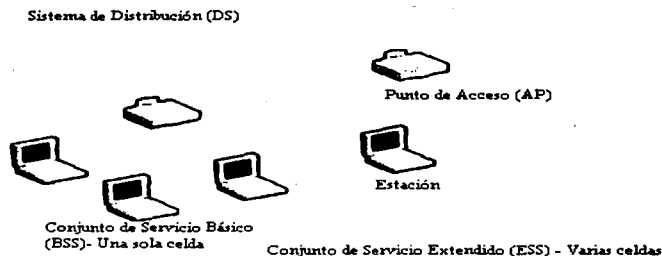 Sistema de Distribución (DS)
Punto de Acceso (AP)
Estación
Conjunto de Servicio Básico
(BSS)- Una sola celda
Conjunto de Servicio Extendido (ESS) - Varias celdas